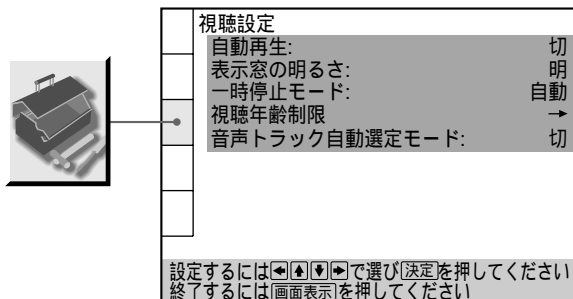 視聴設定
自動再生: 切
表示窓の明るさ: 明
一時停止モード: 自動
視聴年齢制限 →
音声トラック自動選定モード: 切
設定するには←↑↓→で選び決定を押してください
終了するには画面表示を押してください